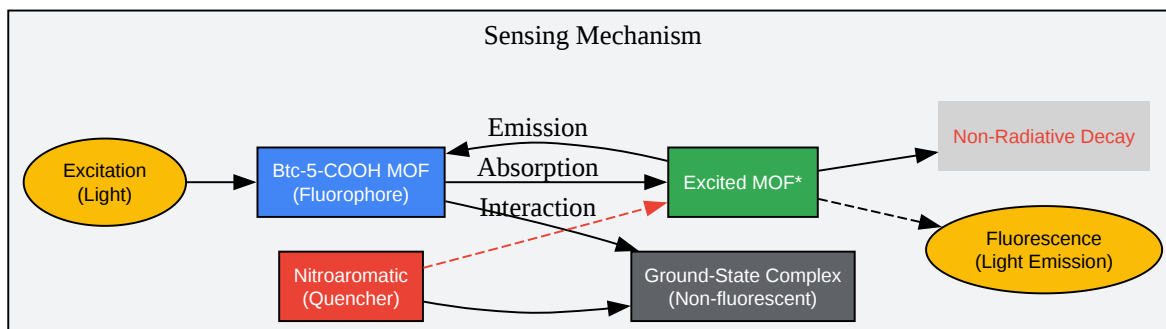 Sensing Mechanism
Excitation
(Light)
Btc-5-COOH MOF
(Fluorophore)
Emission
Absorption
Interaction
Excited MOF*
Non-Radiative Decay
Fluorescence
(Light Emission)
Nitroaromatic
(Quencher)
Ground-State Complex
(Non-fluorescent)